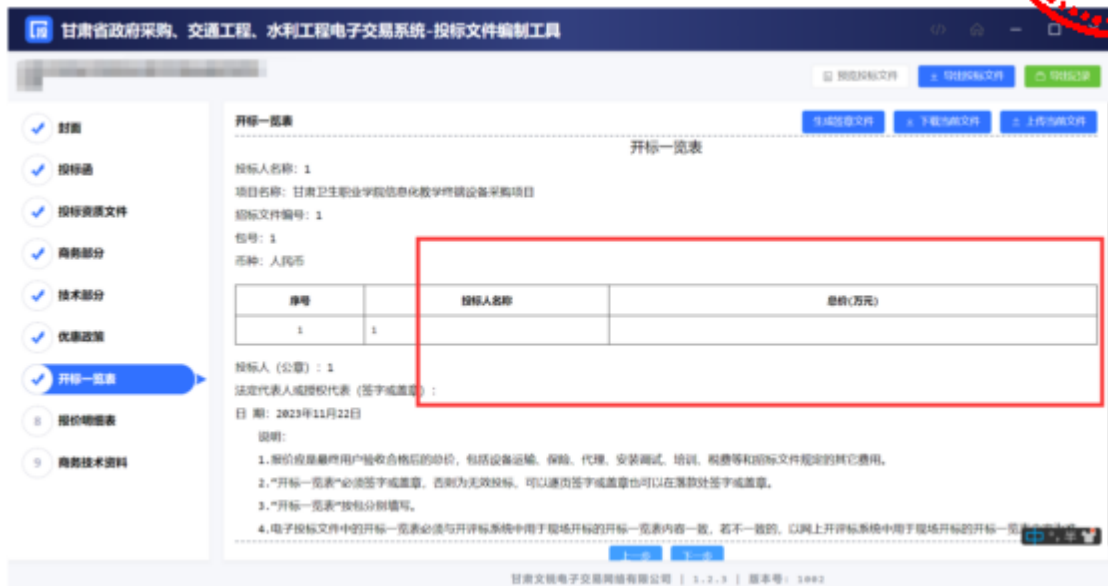 甘肃省政府采购、交通工程、水利工程电子交易系统-投标文件编制工具
预览投标文件 导出投标文件 导出记录
封面
投标函
投标资质文件
商务部分
技术部分
优惠政策
开标一览表
8 报价明细表
9 商务技术资料
开标一览表
生成签章文件 下载当前文件 上传当前文件
开标一览表
投标人名称: 1
项目名称: 甘肃卫生职业学院信息化教学终端设备采购项目
招标文件编号: 1
包号: 1
币种: 人民币
序号 投标人名称 总价(万元)
1 1
投标人 (公章) : 1
法定代表人或授权代表 (签字或盖章) :
日 期: 2023年11月22日
说明:
1.报价应是最终用户验收合格后的总价, 包括设备运输、保险、代理、安装调试、培训、税费等和招标文件规定的其它费用。
2."开标一览表"必须签字或盖章, 否则为无效投标, 可以逐页签字或盖章也可以在落款处签字或盖章。
3."开标一览表"按包分别填写。
4.电子投标文件中的开标一览表必须与开评标系统中用于现场开标的开标一览表内容一致, 若不一致的, 以网上开评标系统中用于现场开标的开标一览
中 半
上一步 下一步
甘肃文锐电子交易网络有限公司 | 1.2.3 | 版本号: 1002